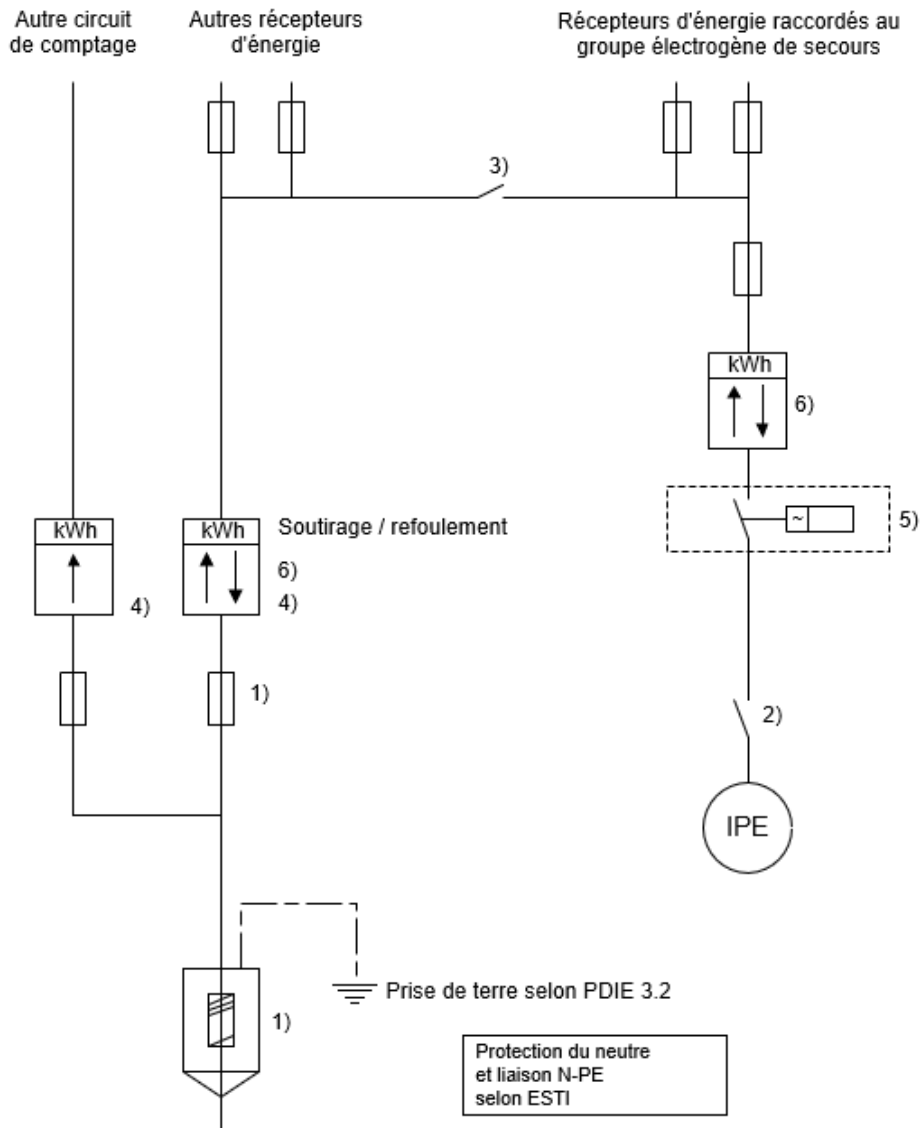 Autre circuit
de comptage
Autres récepteurs
d'énergie
Récepteurs d'énergie raccordés au
groupe électrogène de secours
3)
kWh
6)
5)
kWh
4)
kWh
Soutirage / refoulement
6)
4)
~
1)
2)
IPE
Prise de terre selon PDIE 3.2
1)
Protection du neutre
et liaison N-PE
selon ESTI